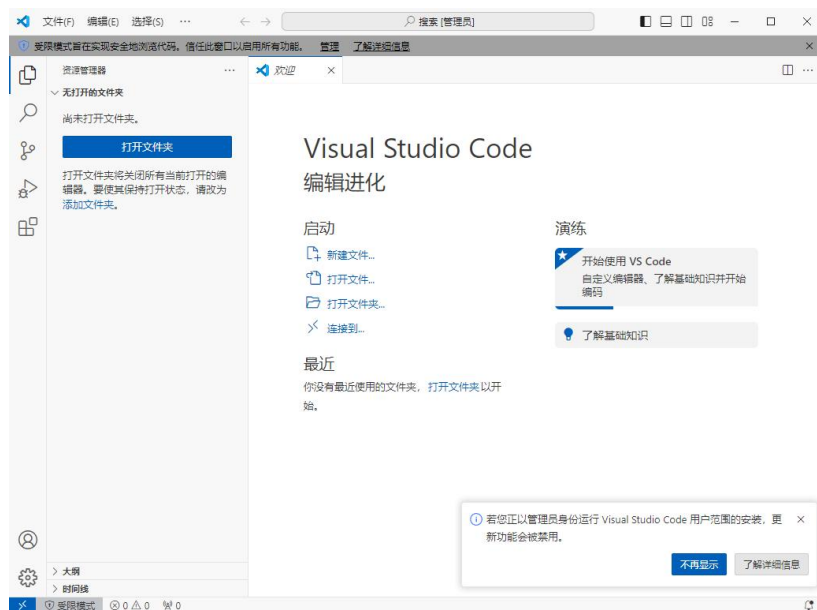 文件(F) 编辑(E) 选择(S) ··· 搜索 [管理员]
受限模式旨在实现安全地浏览代码。信任此窗口以启用所有功能。 管理 了解详细信息
资源管理器 ··· 欢迎
无打开的文件夹
尚未打开文件夹。
打开文件夹
打开文件夹将关闭所有当前打开的编
辑器。要使其保持打开状态，请改为
添加文件夹。
Visual Studio Code
编辑进化
启动
新建文件...
打开文件...
打开文件夹...
连接到...
最近
你没有最近使用的文件夹，打开文件夹以开
始。
演练
开始使用 VS Code
自定义编辑器、了解基础知识并开始
编码
了解基础知识
若您正以管理员身份运行 Visual Studio Code 用户范围的安装，更
新功能会被禁用。
不再显示 了解详细信息
大纲
时间线
受限模式 0 0 0